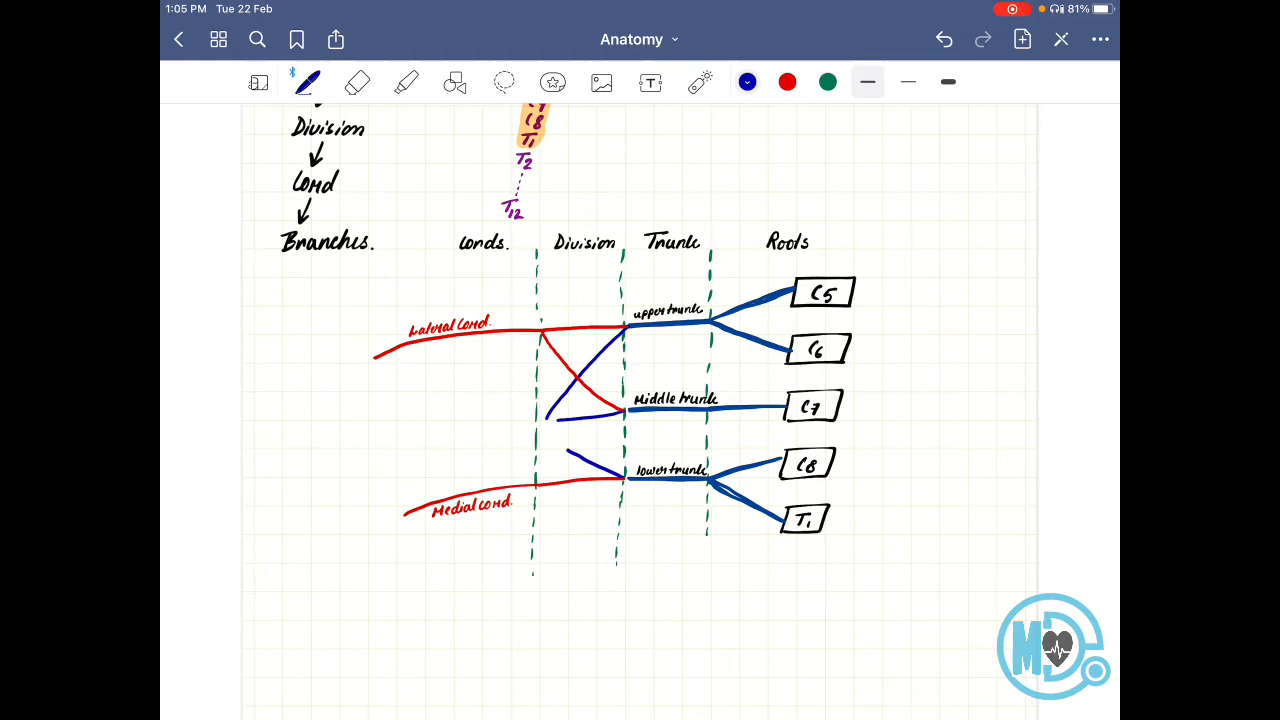 1:05 PM Tue 22 Feb
81%
Anatomy
T
C8
T1
T2
T12
Division
Cord
Branches.
Cords. Division Trunk Roots
upper trunk
C5
Lateral Cord.
C6
Middle trunk
C7
lower trunk
C8
Medial cord.
T1
MD